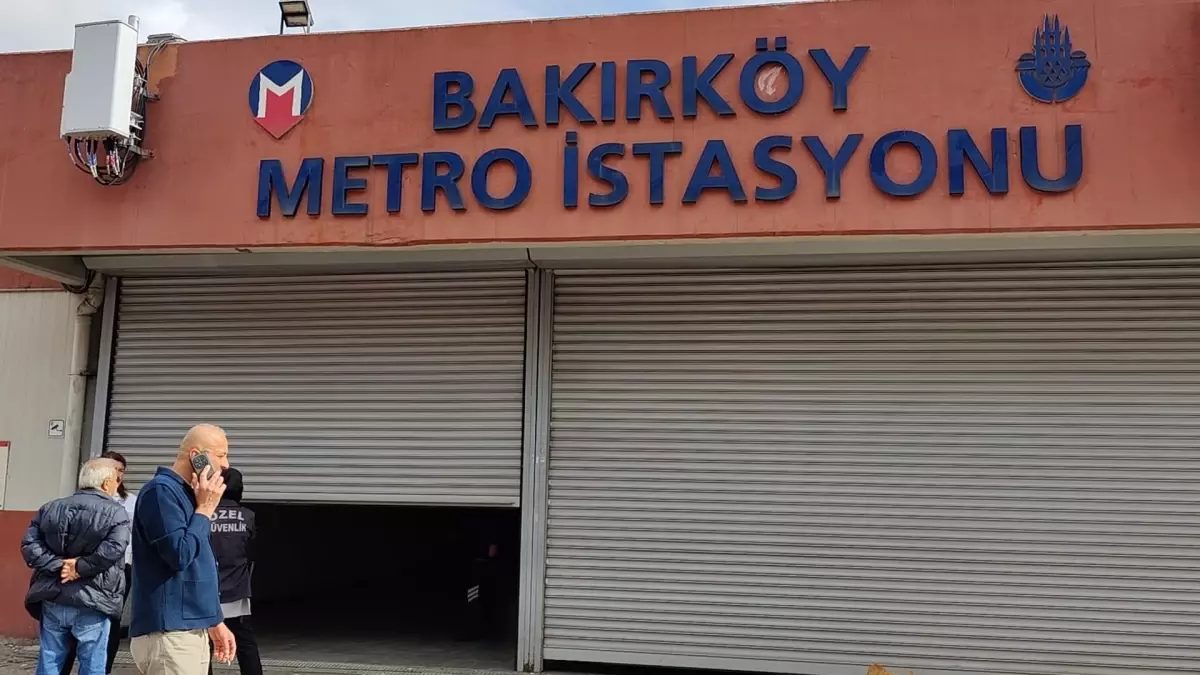 M
BAKIRKÖY
METRO İSTASYONU
ÖZEL
GÜVENLİK